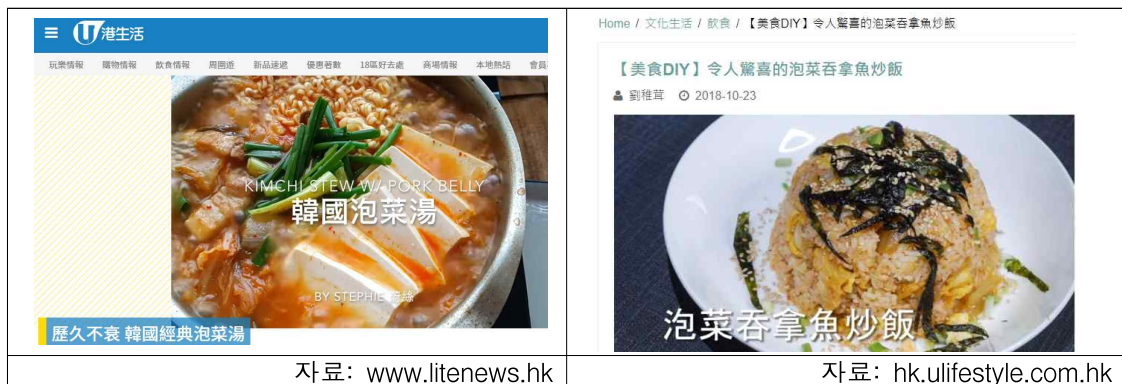 港生活
玩樂情報 購物情報 飲食情報 周圍遊 新品速遞 優惠着數 18區好去處 商場情報 本地熱話 會員
KIMCHI STEW W/ PORK BELLY
韓國泡菜湯
BY STEPHIE
歷久不衰 韓國經典泡菜湯
자료: www.litenews.hk
Home / 文化生活 / 飲食 / 【美食DIY】令人驚喜的泡菜吞拿魚炒飯
【美食DIY】令人驚喜的泡菜吞拿魚炒飯
劉稚茸 2018-10-23
泡菜吞拿魚炒飯
자료: hk.ulifestyle.com.hk